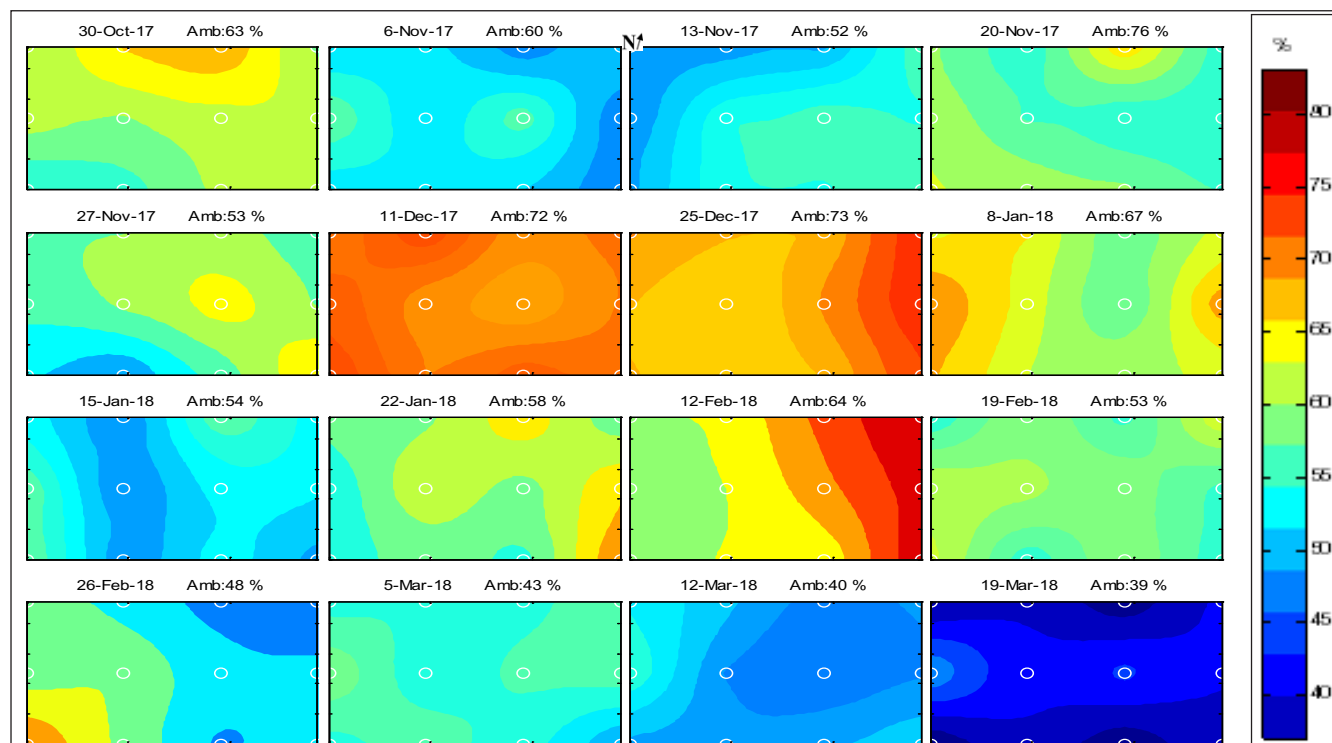 30-Oct-17 Amb:63 % 6-Nov-17 Amb:60 % N 13-Nov-17 Amb:52 % 20-Nov-17 Amb:76 %
%
90
75
27-Nov-17 Amb:53 % 11-Dec-17 Amb:72 % 25-Dec-17 Amb:73 % 8-Jan-18 Amb:67 %
70
65
15-Jan-18 Amb:54 % 22-Jan-18 Amb:58 % 12-Feb-18 Amb:64 % 19-Feb-18 Amb:53 %
60
55
50
26-Feb-18 Amb:48 % 5-Mar-18 Amb:43 % 12-Mar-18 Amb:40 % 19-Mar-18 Amb:39 %
45
40